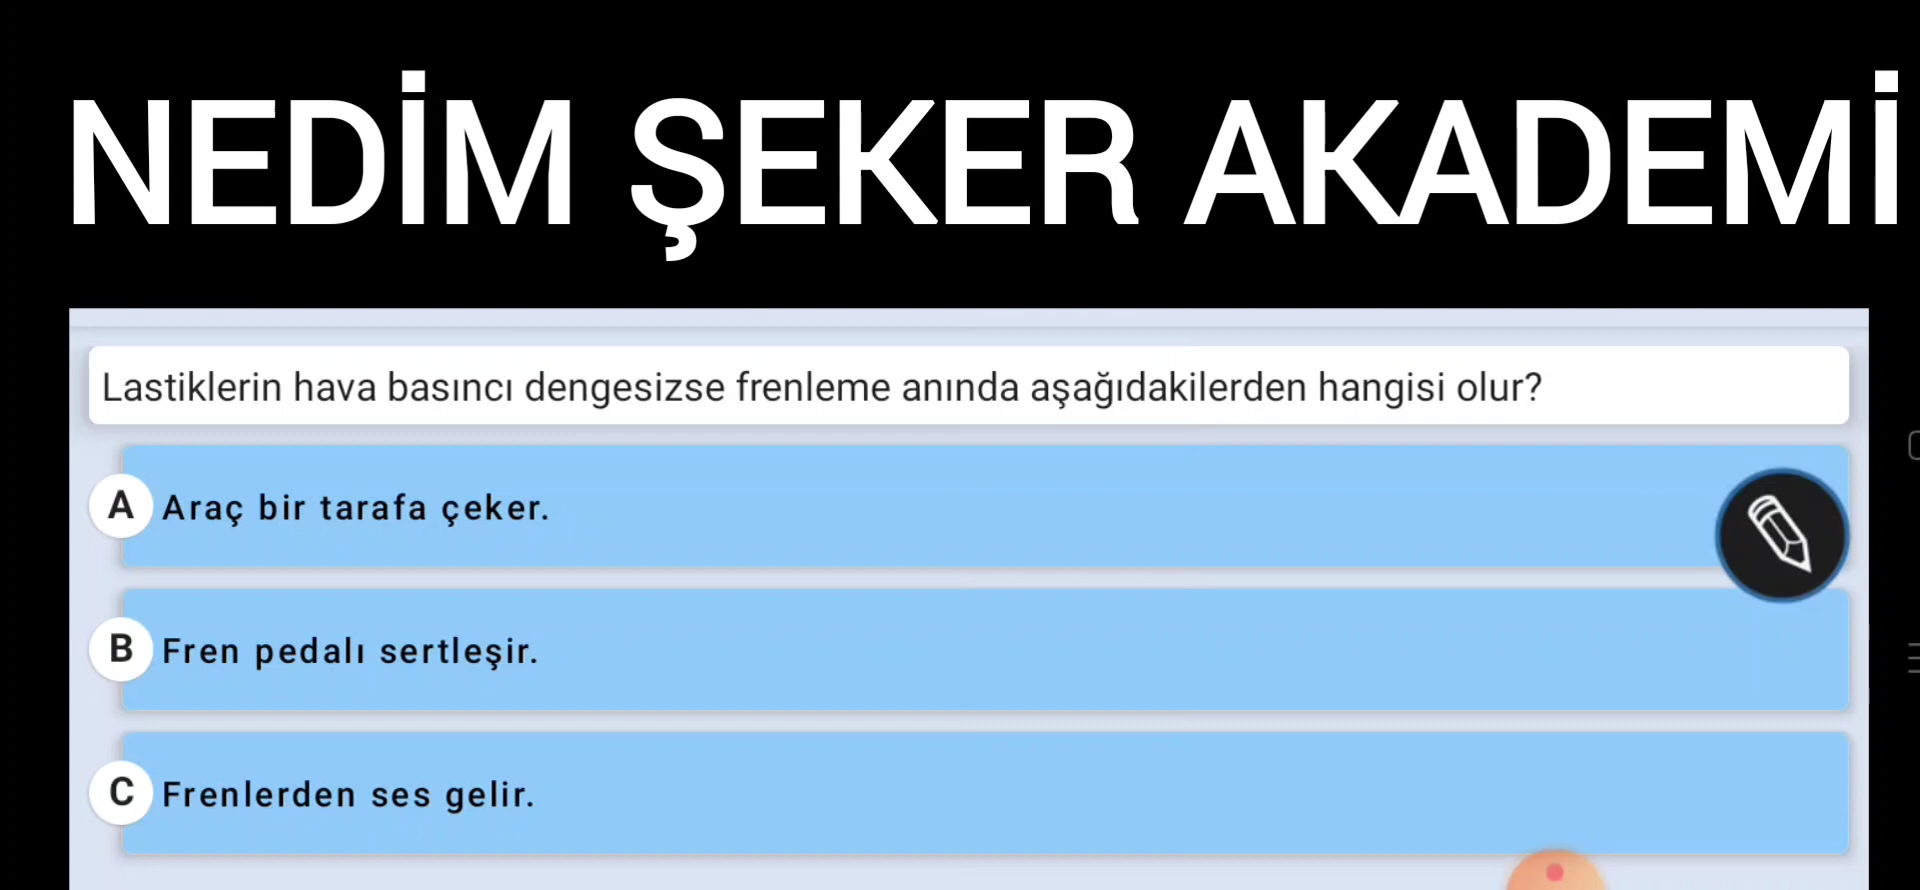 NEDİM ŞEKER AKADEMİ
Lastiklerin hava basıncı dengesizse frenleme anında aşağıdakilerden hangisi olur?
A Araç bir tarafa çeker.
B Fren pedalı sertleşir.
C Frenlerden ses gelir.